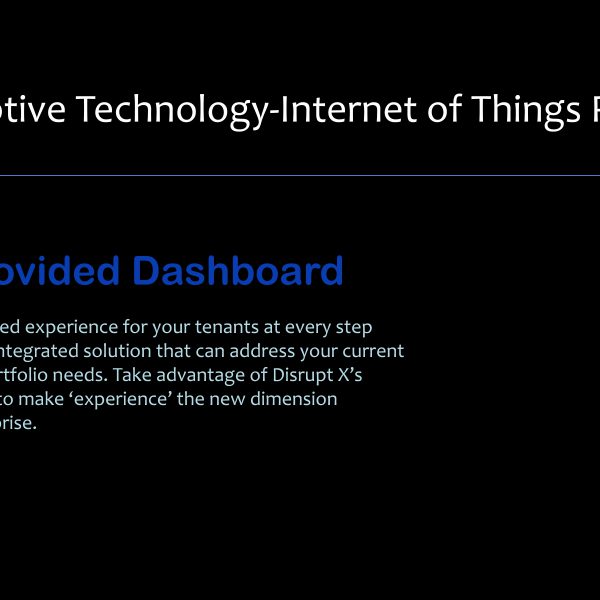 ptive Technology-Internet of Things
ovided Dashboard
ed experience for your tenants at every step
ntegrated solution that can address your current
rtfolio needs. Take advantage of Disrupt X’s
to make ‘experience’ the new dimension
rise.